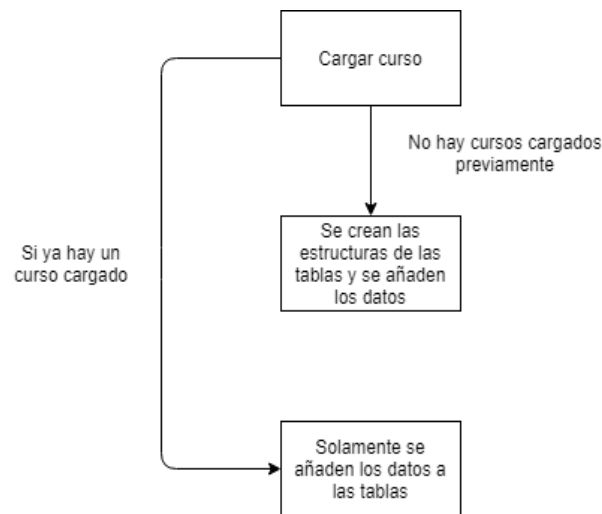 Cargar curso
No hay cursos cargados
previamente
Se crean las
estructuras de las
tablas y se añaden
los datos
Si ya hay un
curso cargado
Solamente se
añaden los datos a
las tablas